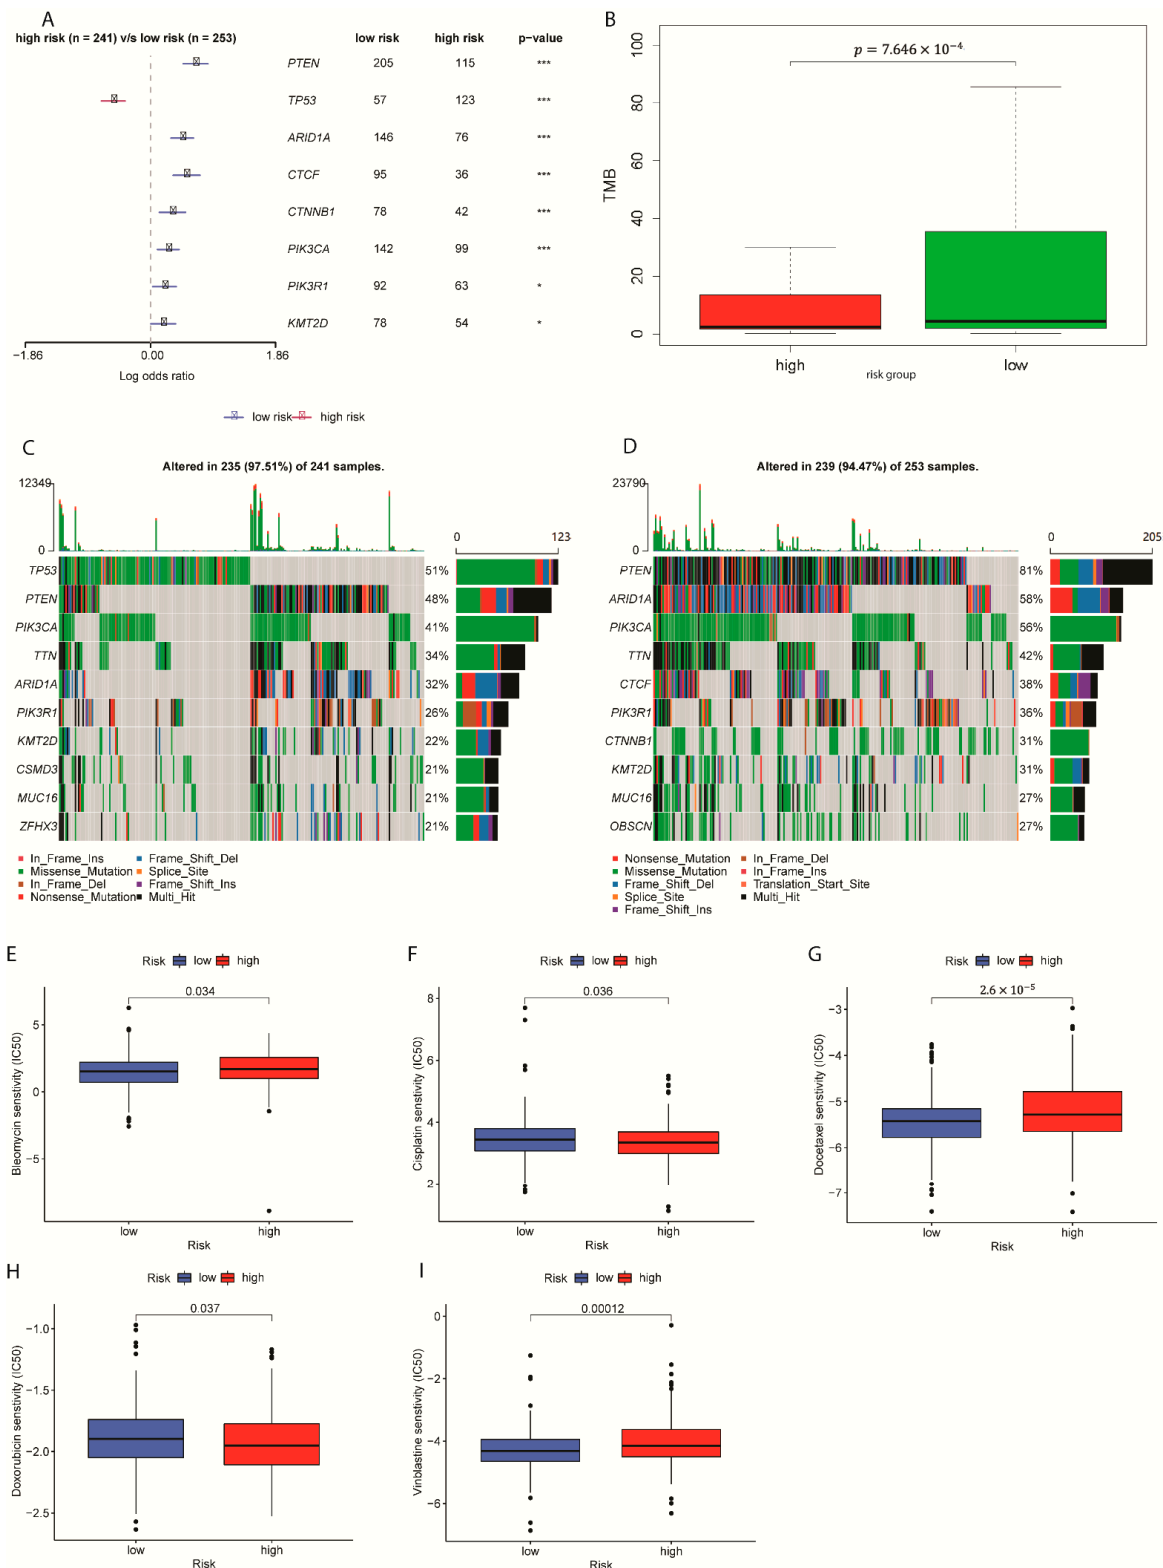 A
high risk (n = 241) v/s low risk (n = 253) low risk high risk p-value
PTEN 205 115 ***
TP53 57 123 ***
ARID1A 146 76 ***
CTCF 95 36 ***
CTNNB1 78 42 ***
PIK3CA 142 99 ***
PIK3R1 92 63 *
KMT2D 78 54 *
−1.86 0.00 1.86
Log odds ratio
low risk high risk
B
p = 7.646 × 10−4
TMB
100
80
60
40
20
0
high low
risk group
C
Altered in 235 (97.51%) of 241 samples.
12349
0
0 123
TP53 51%
PTEN 48%
PIK3CA 41%
TTN 34%
ARID1A 32%
PIK3R1 26%
KMT2D 22%
CSMD3 21%
MUC16 21%
ZFHX3 21%
In_Frame_Ins Frame_Shift_Del
Missense_Mutation Splice_Site
In_Frame_Del Frame_Shift_Ins
Nonsense_Mutation Multi_Hit
D
Altered in 239 (94.47%) of 253 samples.
23790
0
0 205
PTEN 81%
ARID1A 58%
PIK3CA 56%
TTN 42%
CTCF 38%
PIK3R1 36%
CTNNB1 31%
KMT2D 31%
MUC16 27%
OBSCN 27%
Nonsense_Mutation In_Frame_Del
Missense_Mutation In_Frame_Ins
Frame_Shift_Del Translation_Start_Site
Splice_Site Multi_Hit
Frame_Shift_Ins
E
Risk low high
0.034
Bleomycin senstivity (IC50)
5
0
−5
low high
Risk
F
Risk low high
0.036
Cisplatin senstivity (IC50)
8
6
4
2
low high
Risk
G
Risk low high
2.6 × 10−5
Docetaxel senstivity (IC50)
−3
−4
−5
−6
−7
low high
Risk
H
Risk low high
0.037
Doxorubicin senstivity (IC50)
−1.0
−1.5
−2.0
−2.5
low high
Risk
I
Risk low high
0.00012
Vinblastine senstivity (IC50)
0
−2
−4
−6
low high
Risk